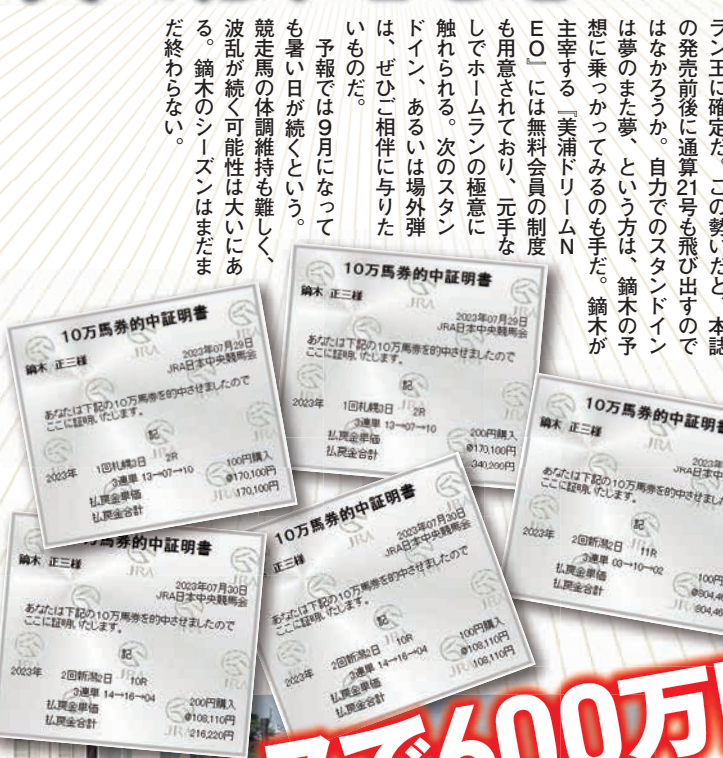 ラン王に確定だ。この勢いだと、本誌
の発売前後に通算21号も飛び出すので
はなかろうか。自力でのスタンドイン
は夢のまた夢、という方は、鏑木の予
想に乗っかってみるのも手だ。鏑木が
主宰する『美浦ドリームN
EO』には無料会員の制度
も用意されており、元手な
しでホームランの極意に
触れられる。次のスタン
ドイン、あるいは場外弾
は、ぜひご相伴に与りた
いものだ。
予報では9月になって
も暑い日が続くという。
競走馬の体調維持も難しく、
波乱が続く可能性は大いにあ
る。鏑木のシーズンはまだま
だ終わらない。
10万馬券的中証明書
鏑木 正三様
2023年07月29日
JRA日本中央競馬会
あなたは下記の10万馬券を的中させましたので
ここに証明いたします。
記
2023年 1回札幌3日 2R
3連単 13→07→10 200円購入
払戻金単価 @170,100円
払戻金合計 340,200円
10万馬券的中証明書
鏑木 正三様
2023年07月29日
JRA日本中央競馬会
あなたは下記の10万馬券を的中させましたので
ここに証明いたします。
記
2023年 1回札幌3日 2R
3連単 13→07→10 100円購入
払戻金単価 @170,100円
払戻金合計 170,100円
10万馬券的中証明書
鏑木 正三様
2023年
JRA日本中
あなたは下記の10万馬券を的中させまし
ここに証明いたします。
記
2023年 2回新潟2日 11R
3連単 03→10→02 100円
払戻金単価 @804,4
払戻金合計 804,4
万馬券的中証明書
鏑木 正三様
2023年07月30日
JRA日本中央競馬会
あなたは下記の10万馬券を的中させましたので
ここに証明いたします。
記
2023年 2回新潟2日 10R
3連単 14→16→04 200円購入
払戻金単価 @108,110円
払戻金合計 216,220円
10万馬券的中証明書
正三様
2023年07月30日
JRA日本中央競馬会
あなたは下記の10万馬券を的中させましたので
ここに証明いたします。
記
2023年 2回新潟2日 10R
3連単 14→16→04 100円購入
払戻金単価 @108,110円
払戻金合計 108,110円
で600万